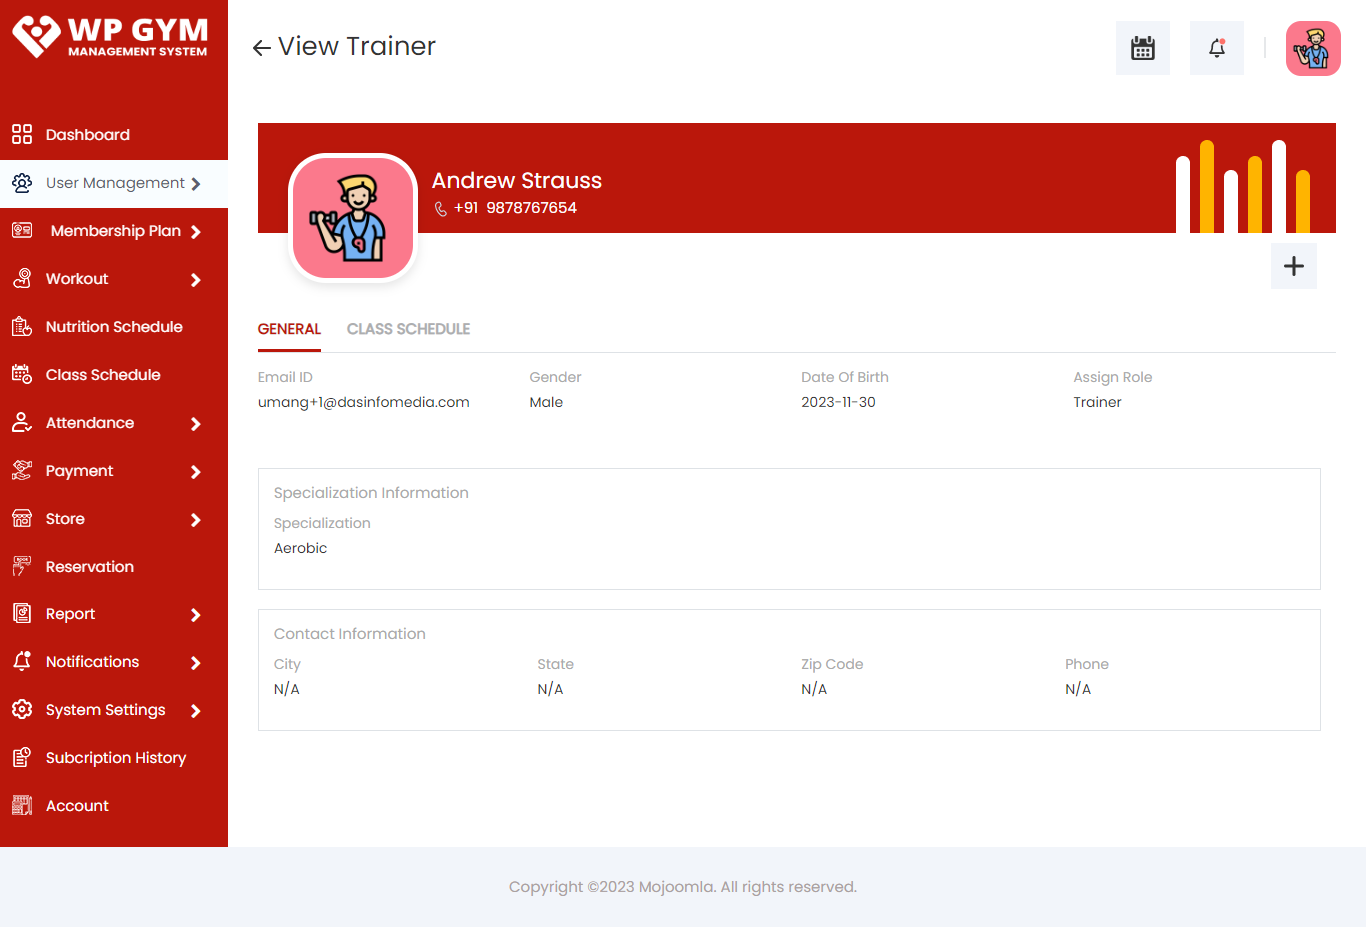 WP GYM
MANAGEMENT SYSTEM
Dashboard
User Management
Membership Plan
Workout
Nutrition Schedule
Class Schedule
Attendance
Payment
Store
Reservation
Report
Notifications
System Settings
Subcription History
Account
View Trainer
Andrew Strauss
+91 9878767654
GENERAL CLASS SCHEDULE
Email ID Gender Date Of Birth Assign Role
umang+1@dasinfomedia.com Male 2023-11-30 Trainer
Specialization Information
Specialization
Aerobic
Contact Information
City State Zip Code Phone
N/A N/A N/A N/A
Copyright ©2023 Mojoomla. All rights reserved.